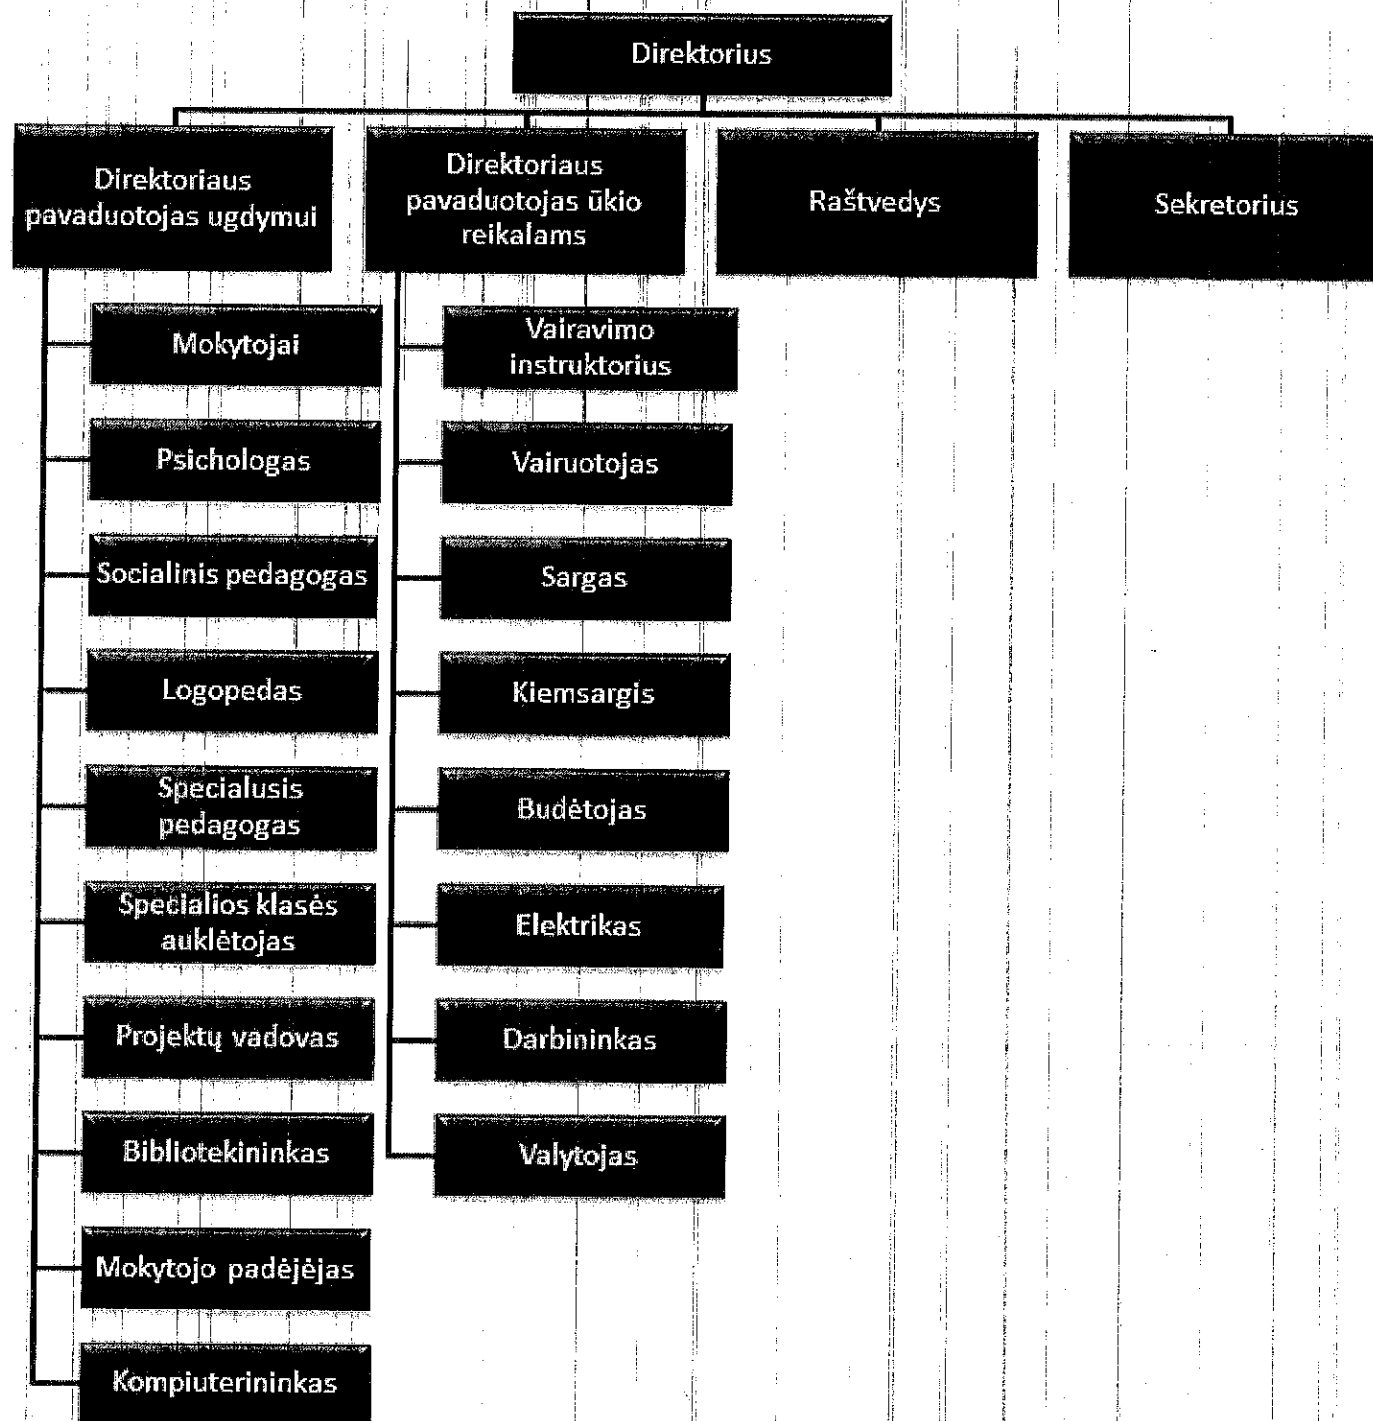 Direktorius
Direktoriaus
pavaduotojas ugdymui
Direktoriaus
pavaduotojas ūkio
reikalams
Raštvedys
Sekretorius
Mokytojai
Psichologas
Socialinis pedagogas
Logopedas
Specialusis
pedagogas
Specialios klasės
auklėtojas
Projektų vadovas
Bibliotekininkas
Mokytojo padėjėjas
Kompiuterininkas
Vairavimo
instruktorius
Vairuotojas
Sargas
Kiemsargis
Budėtojas
Elektrikas
Darbininkas
Valytojas